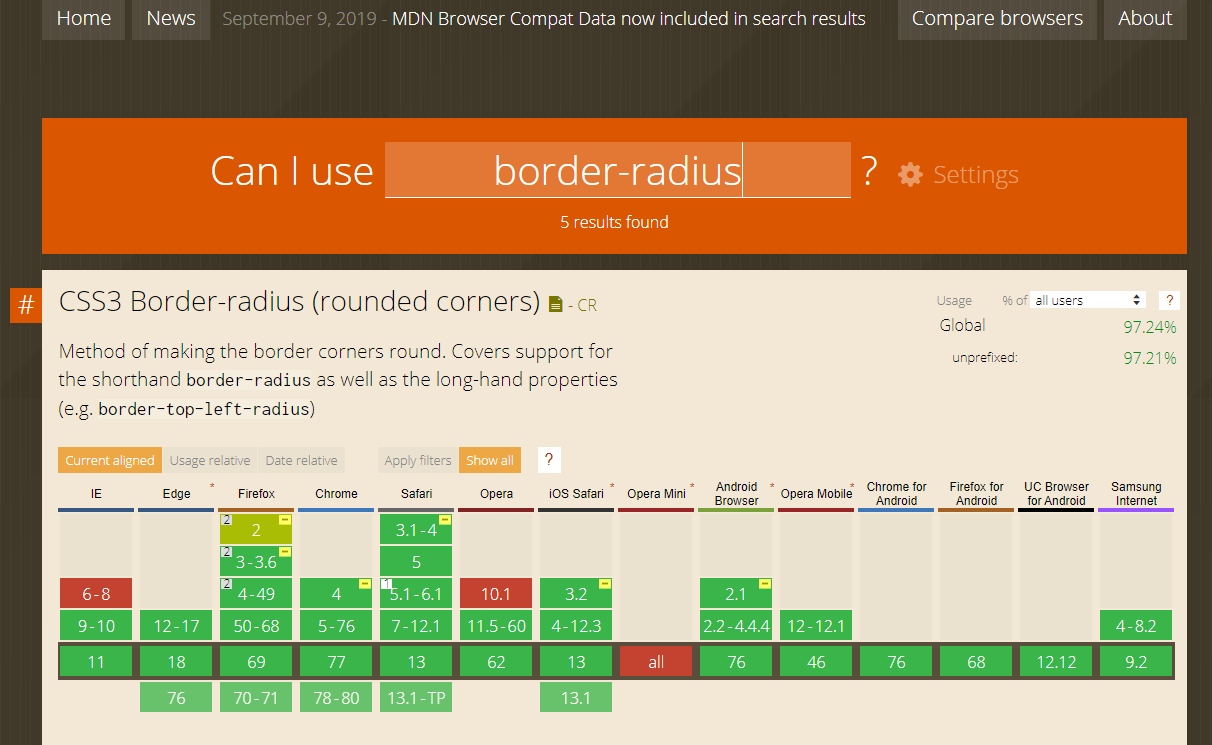 Home News September 9, 2019 - MDN Browser Compat Data now included in search results Compare browsers About
Can I use border-radius ? Settings
5 results found
# CSS3 Border-radius (rounded corners) - CR
Usage % of all users ?
Global 97.24%
unprefixed: 97.21%
Method of making the border corners round. Covers support for
the shorthand border-radius as well as the long-hand properties
(e.g. border-top-left-radius)
Current aligned Usage relative Date relative Apply filters Show all ?
IE Edge * Firefox Chrome Safari Opera iOS Safari * Opera Mini * Android Browser * Opera Mobile * Chrome for Android Firefox for Android UC Browser for Android Samsung Internet
2 2 - 3.1-4 -
2 3-3.6 - 5
6-8 2 4-49 4 - 1 5.1-6.1 10.1 3.2 - 2.1 -
9-10 12-17 50-68 5-76 7-12.1 11.5-60 4-12.3 2.2-4.4.4 12-12.1 4-8.2
11 18 69 77 13 62 13 all 76 46 76 68 12.12 9.2
76 70-71 78-80 13.1-TP 13.1